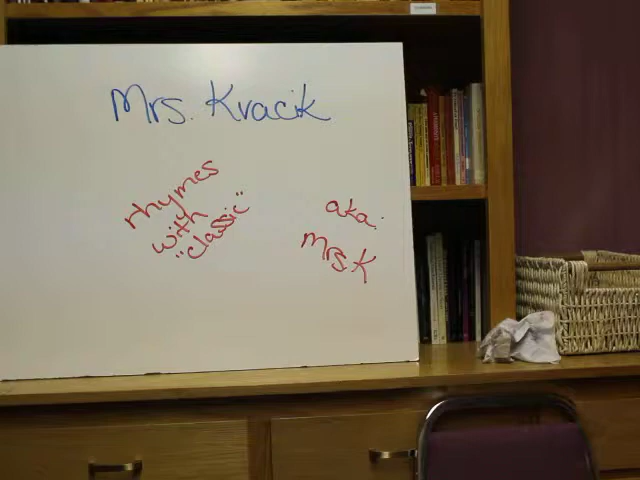 Mrs. Kracik
rhymes
with
"classic"
aka:
Mrs. K